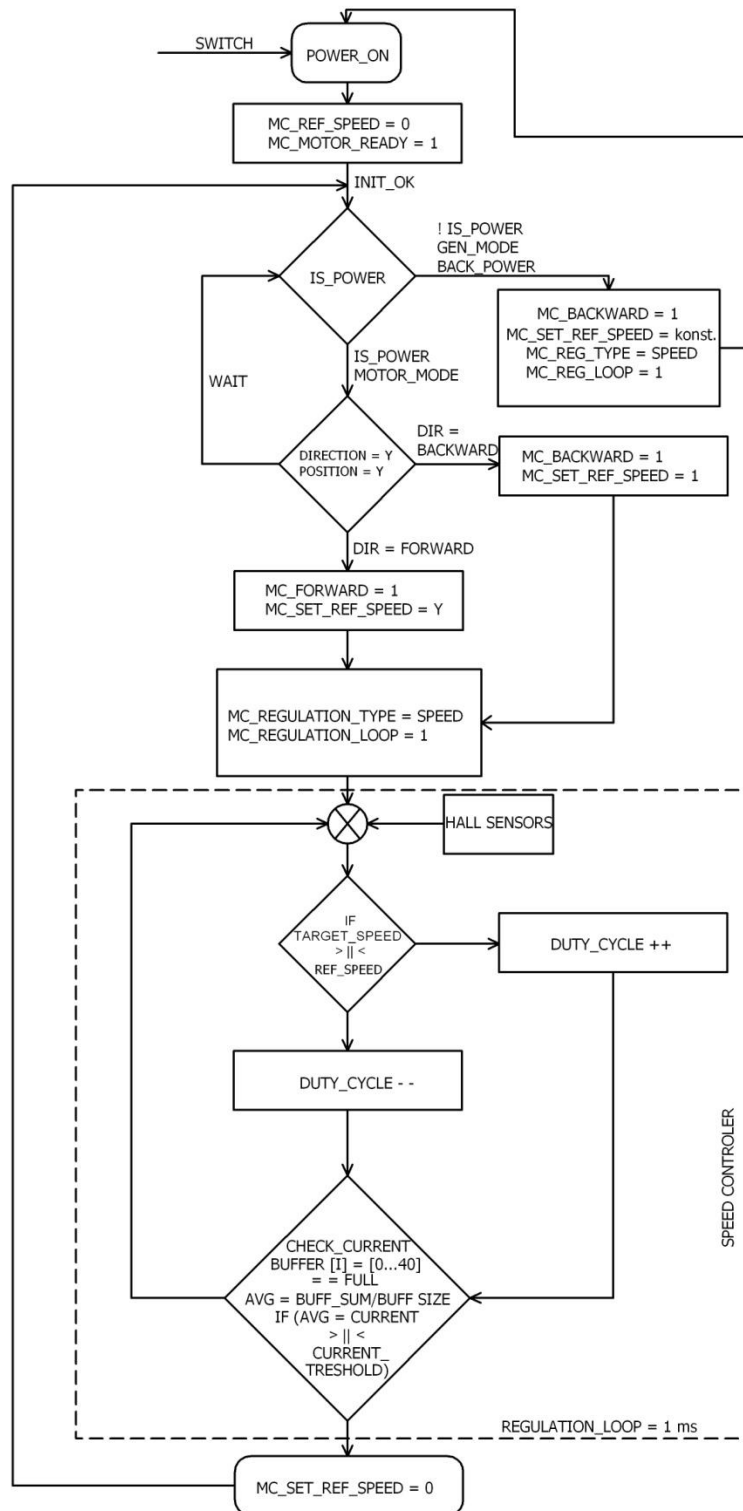 SWITCH
POWER_ON
MC_REF_SPEED = 0
MC_MOTOR_READY = 1
INIT_OK
IS_POWER
! IS_POWER
GEN_MODE
BACK_POWER
MC_BACKWARD = 1
MC_SET_REF_SPEED = konst.
MC_REG_TYPE = SPEED
MC_REG_LOOP = 1
IS_POWER
MOTOR_MODE
WAIT
DIRECTION = Y
POSITION = Y
DIR =
BACKWARD
MC_BACKWARD = 1
MC_SET_REF_SPEED = 1
DIR = FORWARD
MC_FORWARD = 1
MC_SET_REF_SPEED = Y
MC_REGULATION_TYPE = SPEED
MC_REGULATION_LOOP = 1
HALL SENSORS
IF
TARGET_SPEED
> || <
REF_SPEED
DUTY_CYCLE ++
DUTY_CYCLE - -
CHECK_CURRENT
BUFFER [I] = [0...40]
= = FULL
AVG = BUFF_SUM/BUFF SIZE
IF (AVG = CURRENT
> || <
CURRENT_
TRESHOLD)
SPEED CONTROLER
REGULATION_LOOP = 1 ms
MC_SET_REF_SPEED = 0